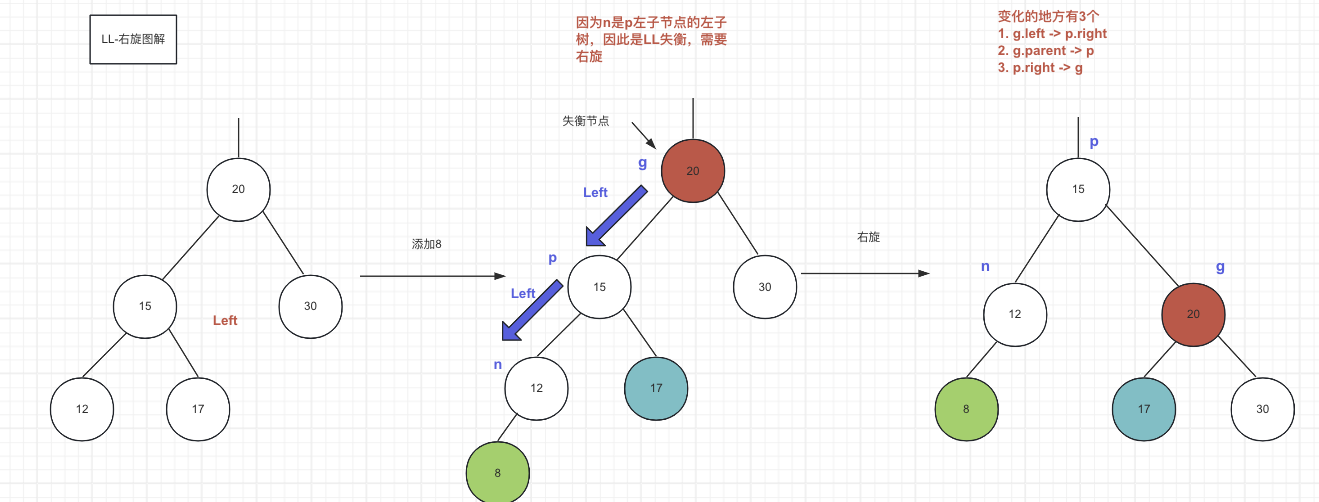 LL-右旋图解
20
15
30
Left
12
17
添加8
因为n是p左子节点的左子
树，因此是LL失衡，需要
右旋
失衡节点
g
20
Left
p
15
30
Left
n
12
17
8
右旋
变化的地方有3个
1. g.left -> p.right
2. g.parent -> p
3. p.right -> g
p
15
n
g
12
20
8
17
30